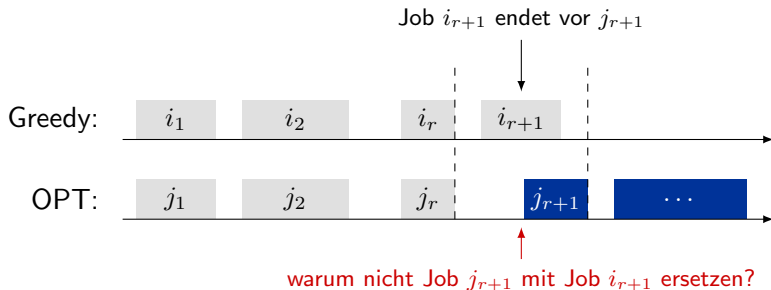 Job i_{r+1} endet vor j_{r+1}
Greedy: i_1 i_2 i_r i_{r+1}
OPT: j_1 j_2 j_r j_{r+1} ⋯
warum nicht Job j_{r+1} mit Job i_{r+1} ersetzen?